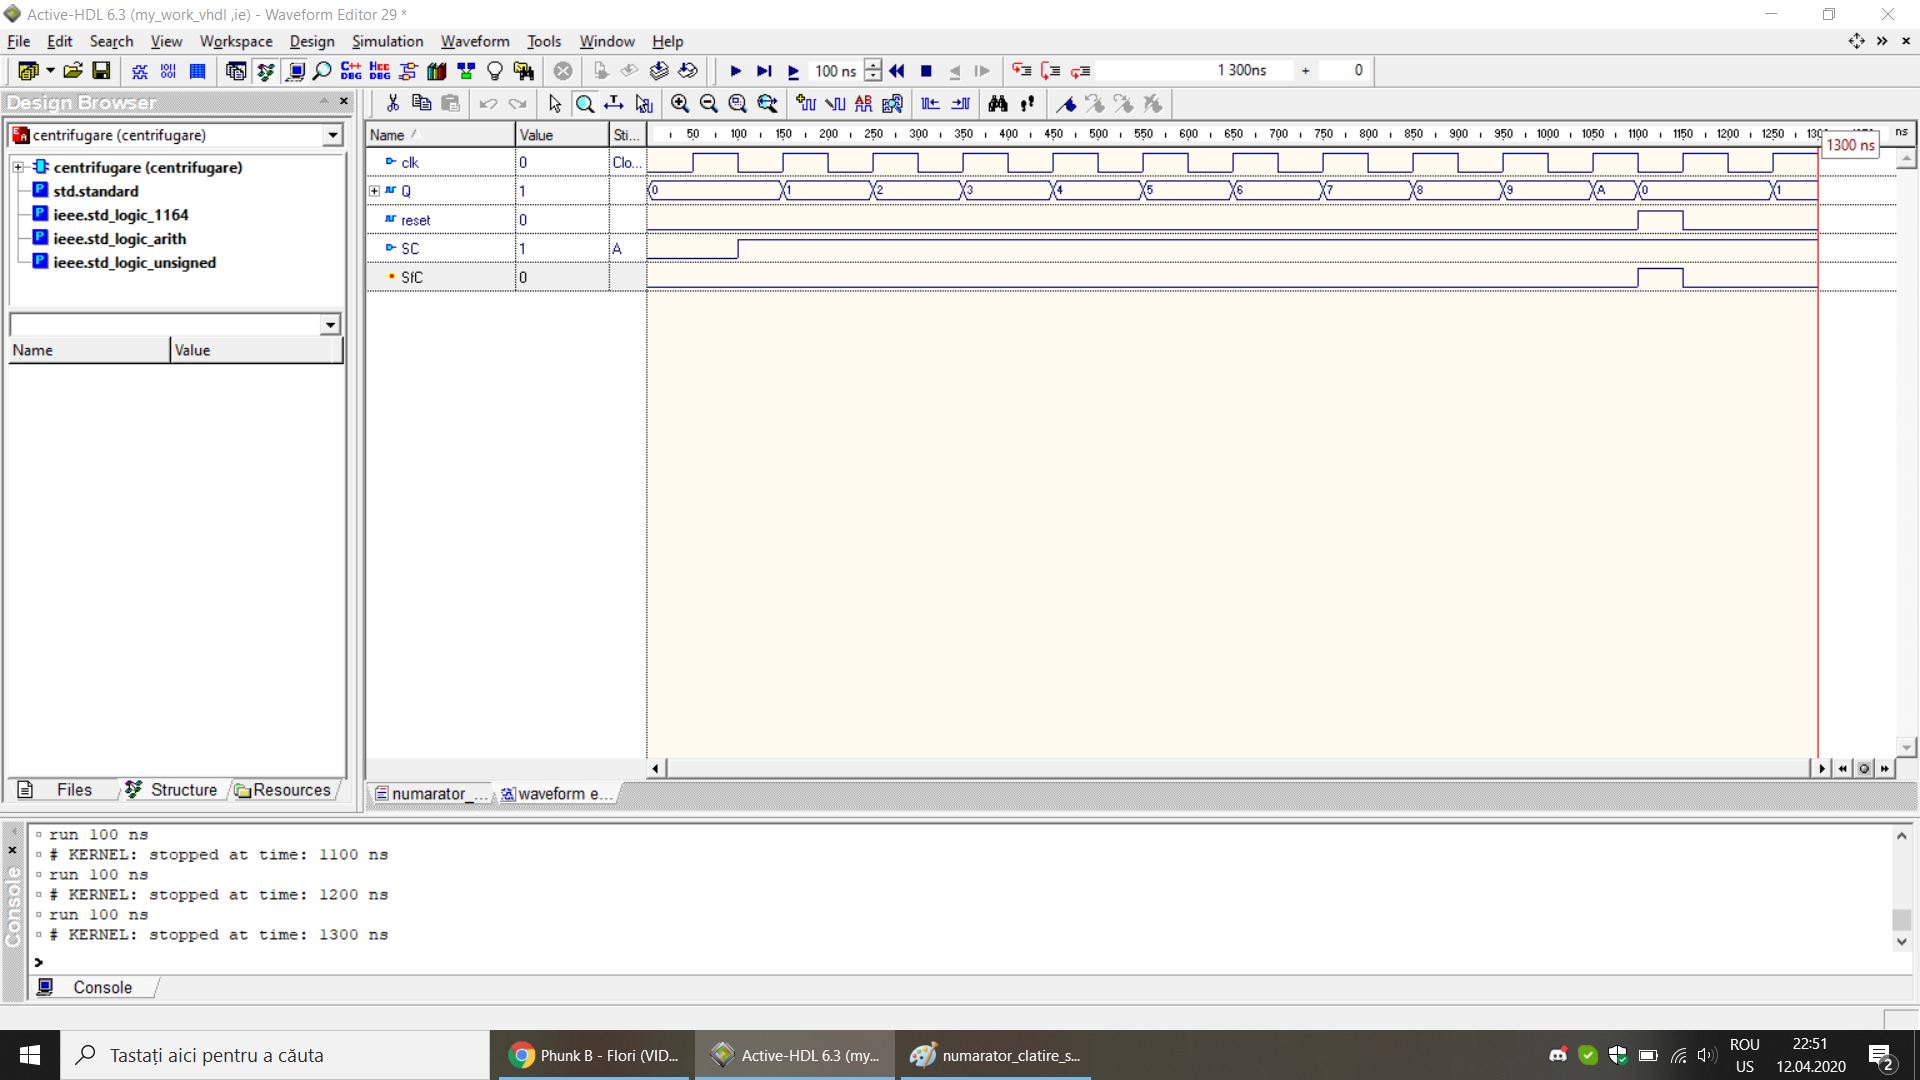 Active-HDL 6.3 (my_work_vhdl ,ie) - Waveform Editor 29 *
File Edit Search View Workspace Design Simulation Waveform Tools Window Help
C++ DBG HCC DBG 100 ns 1 300ns + 0
Design Browser
centrifugare (centrifugare)
centrifugare (centrifugare)
std.standard
ieee.std_logic_1164
ieee.std_logic_arith
ieee.std_logic_unsigned
Name Value
Files Structure Resources
Name Value Sti... 50 100 150 200 250 300 350 400 450 500 550 600 650 700 750 800 850 900 950 1000 1050 1100 1150 1200 1250 ns
1300 ns
clk 0 Clo...
Q 1 0 1 2 3 4 5 6 7 8 9 A 0 1
reset 0
SC 1 A
SfC 0
numarator_... waveform e...
run 100 ns
# KERNEL: stopped at time: 1100 ns
run 100 ns
# KERNEL: stopped at time: 1200 ns
run 100 ns
# KERNEL: stopped at time: 1300 ns
>
Console
Console
Tastați aici pentru a căuta
Phunk B - Flori (VID...
Active-HDL 6.3 (my...
numarator_clatire_s...
ROU
US
22:51
12.04.2020
2